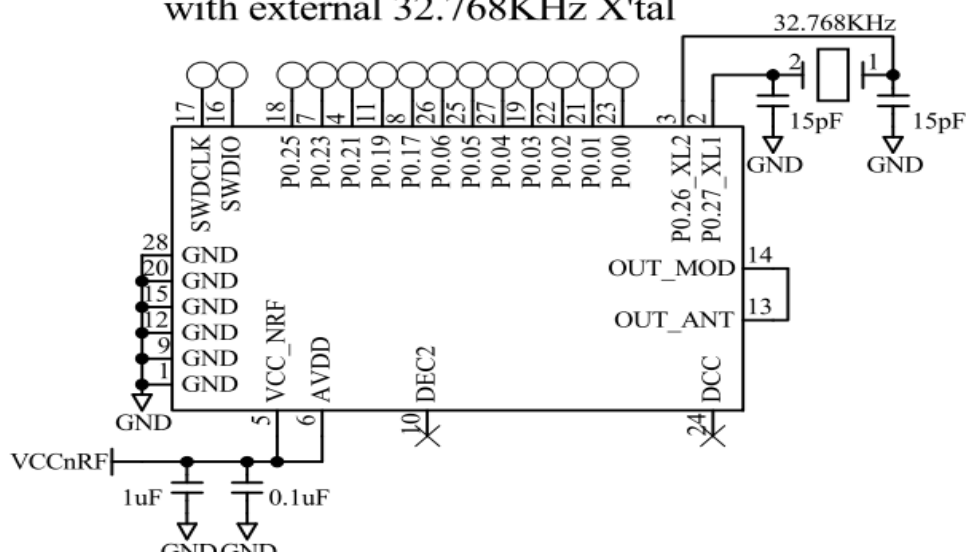 with external 32.768KHz X'tal
32.768KHz
2 1
15pF 15pF
GND GND
17 16 18 7 4 11 8 26 25 27 19 22 21 23 3 2
SWDCLK SWDIO P0.25 P0.23 P0.21 P0.19 P0.17 P0.06 P0.05 P0.04 P0.03 P0.02 P0.01 P0.00 P0.26_XL2 P0.27_XL1
28 GND
20 GND
15 GND
12 GND
9 GND
1 GND
GND
OUT_MOD 14
OUT_ANT 13
VCC_NRF AVDD DEC2 DCC
5 6 10 24
VCCnRF
1uF 0.1uF
GND GND